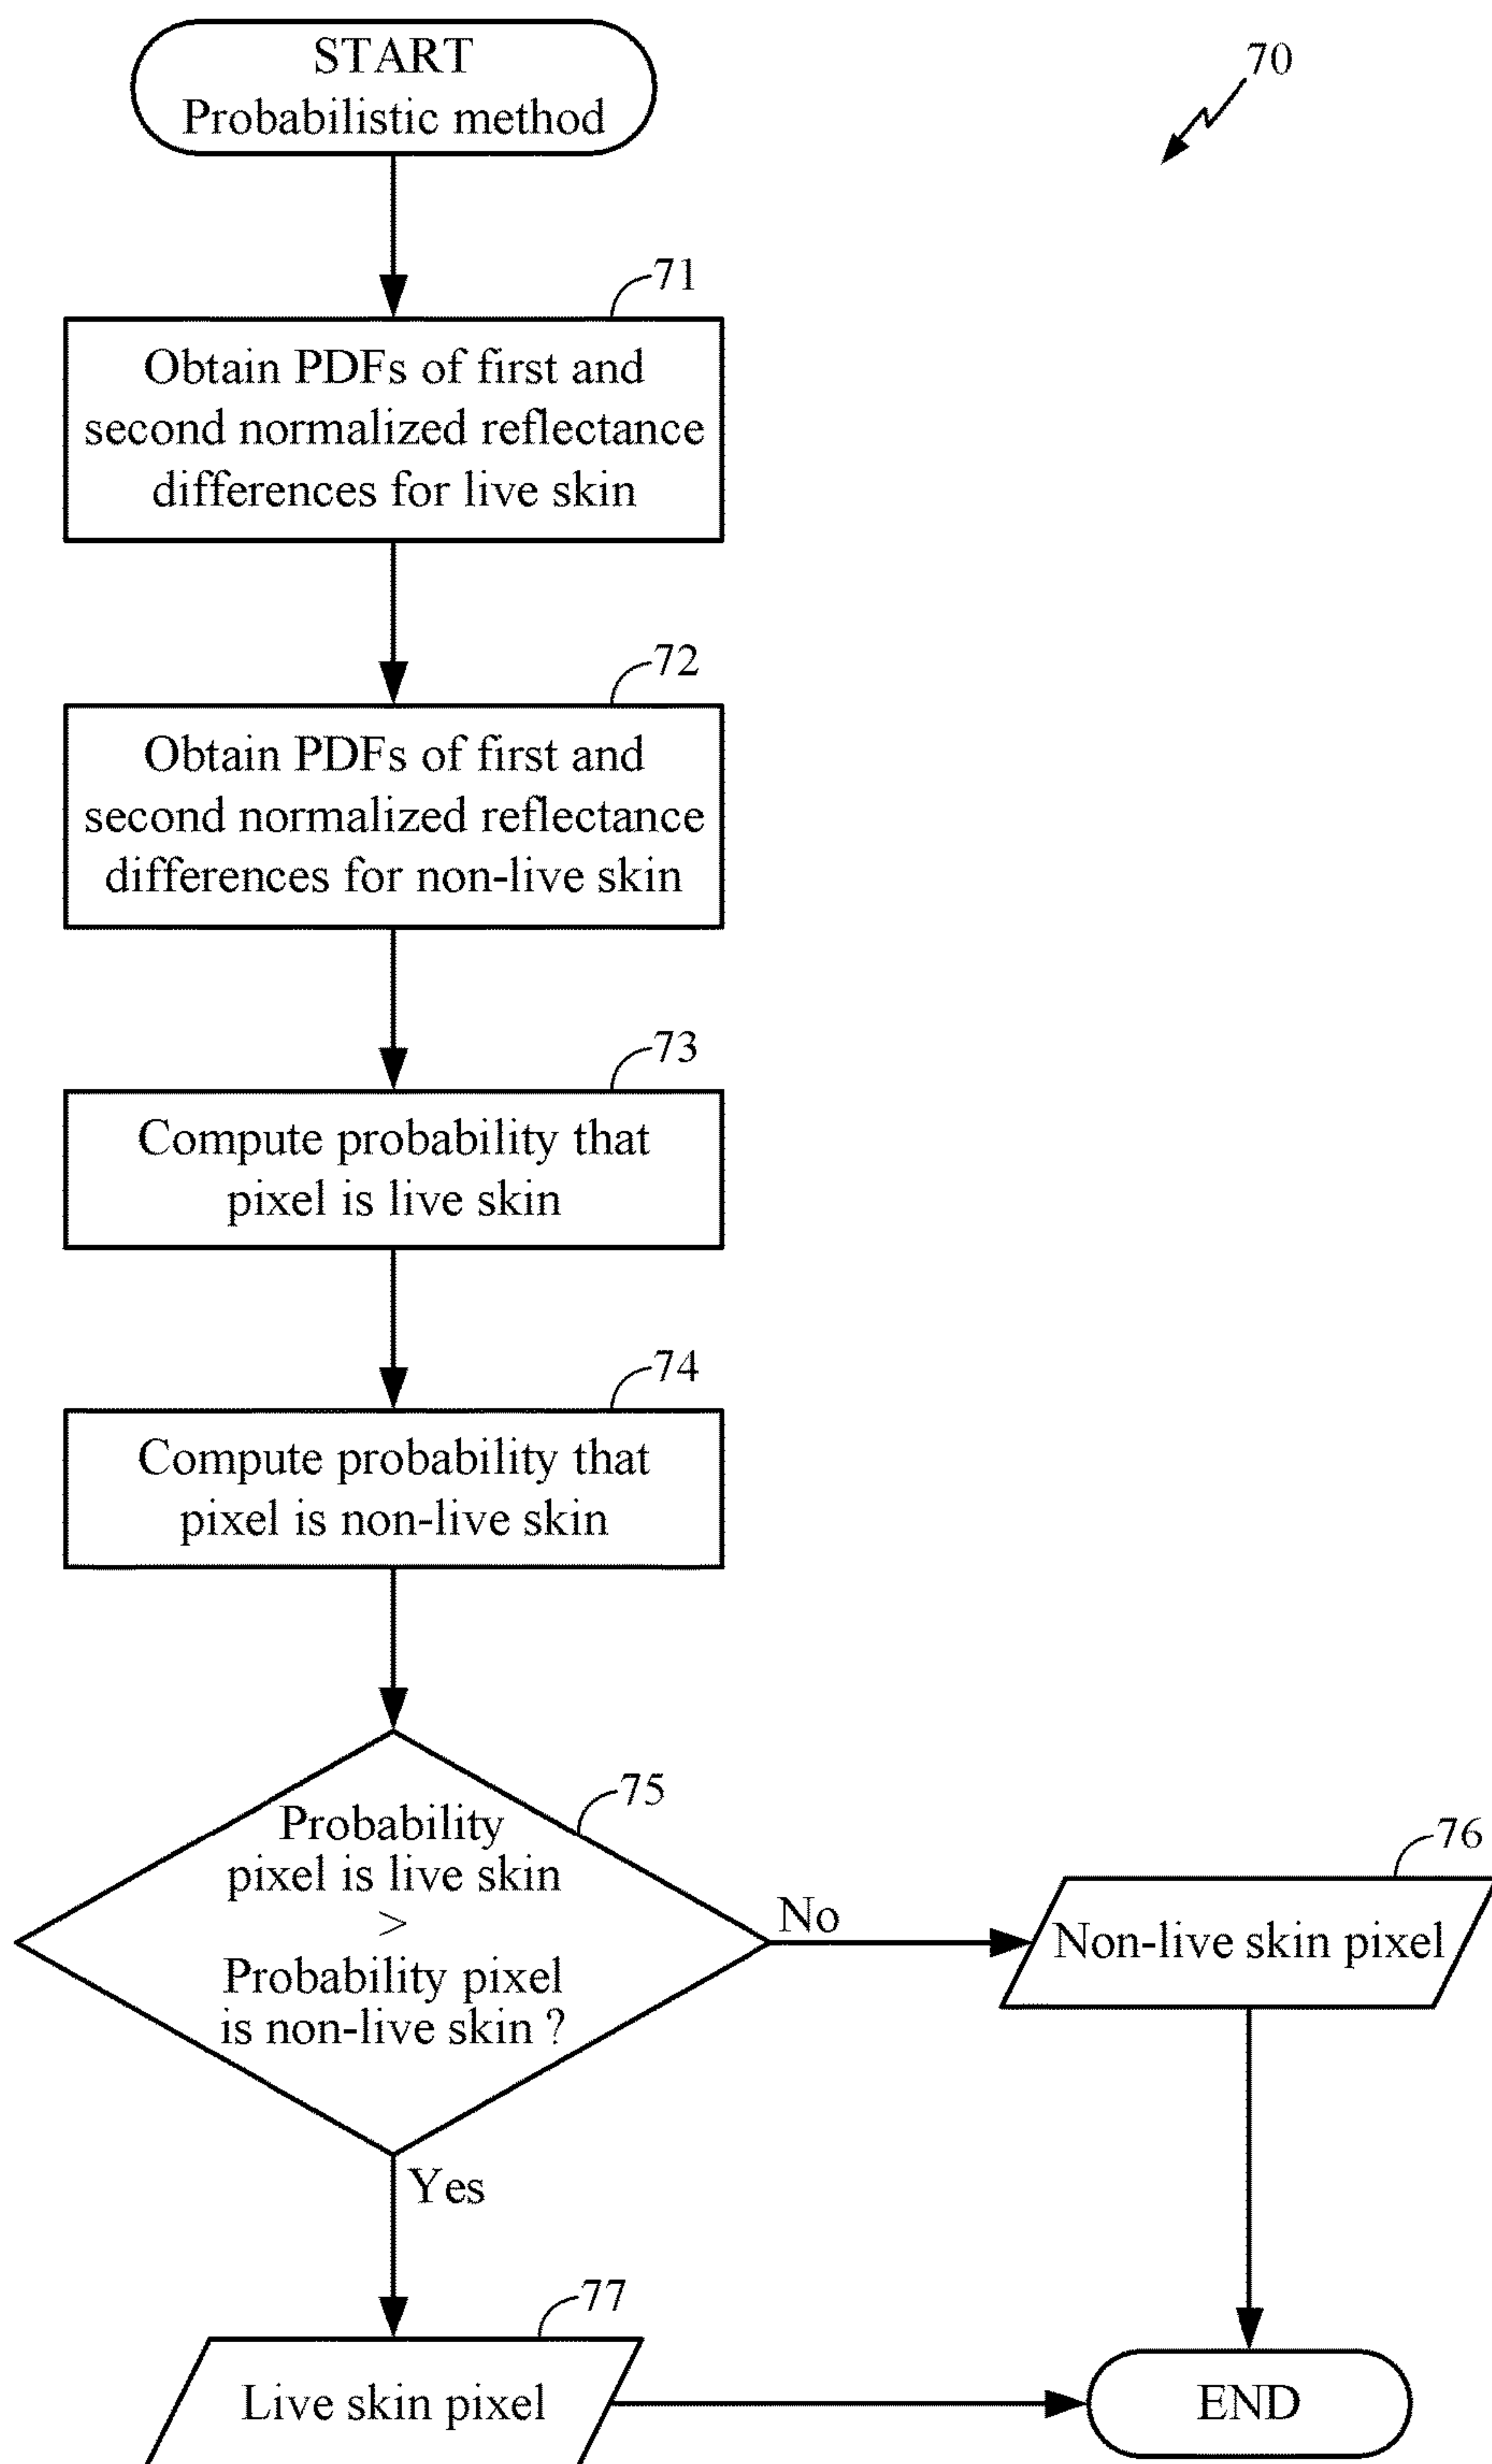 START
Probabilistic method
70
71
Obtain PDFs of first and
second normalized reflectance
differences for live skin
72
Obtain PDFs of first and
second normalized reflectance
differences for non-live skin
73
Compute probability that
pixel is live skin
74
Compute probability that
pixel is non-live skin
75
Probability
pixel is live skin
>
Probability pixel
is non-live skin ?
No
76
Non-live skin pixel
Yes
77
Live skin pixel
END